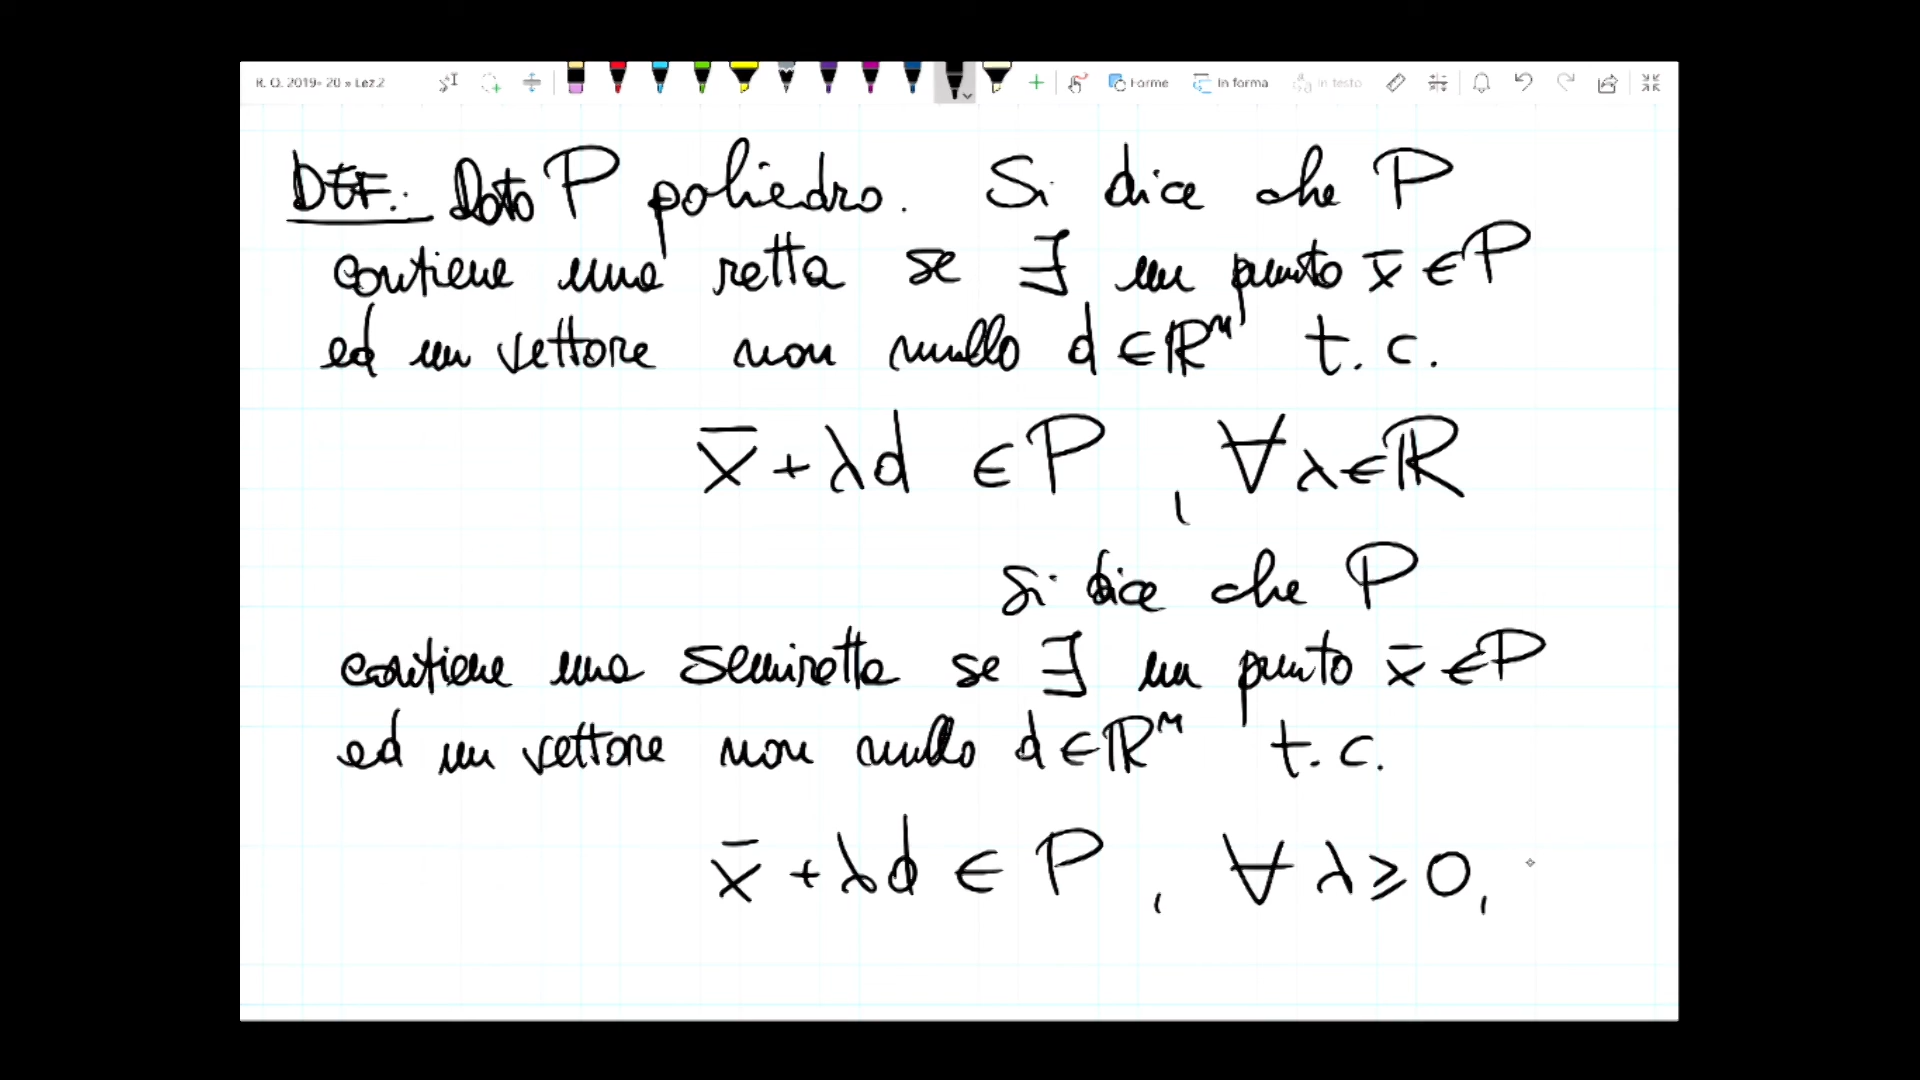 R. O. 2019-20 » Lez.2 Forme In forma In testo
DEF: Dato P poliedro. Si dice che P
contiene una retta se ∃ un punto x̄ ∈ P
ed un vettore non nullo d ∈ ℝⁿ t.c.
x̄ + λd ∈ P , ∀ λ ∈ ℝ
Si dice che P
contiene una semiretta se ∃ un punto x̄ ∈ P
ed un vettore non nullo d ∈ ℝⁿ t.c.
x̄ + λd ∈ P , ∀ λ ≥ 0,